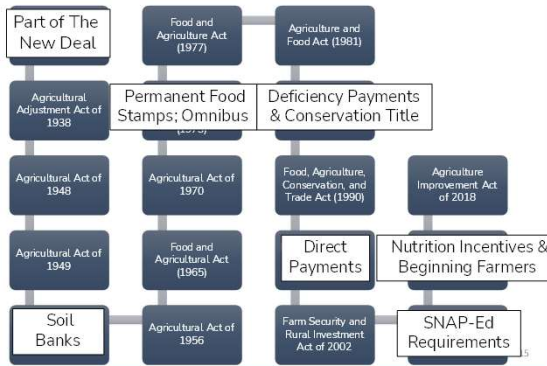 Part of The
New Deal
Agricultural
Adjustment Act of
1938
Agricultural Act of
1948
Agricultural Act of
1949
Soil
Banks
Agricultural Act of
1956
Food and
Agricultural Act
(1965)
Agricultural Act of
1970
Permanent Food
Stamps; Omnibus
Food and
Agriculture Act
(1977)
Agriculture and
Food Act (1981)
Deficiency Payments
& Conservation Title
Food, Agriculture,
Conservation, and
Trade Act (1990)
Direct
Payments
Farm Security and
Rural Investment
Act of 2002
SNAP-Ed
Requirements
Nutrition Incentives &
Beginning Farmers
Agriculture
Improvement Act
of 2018